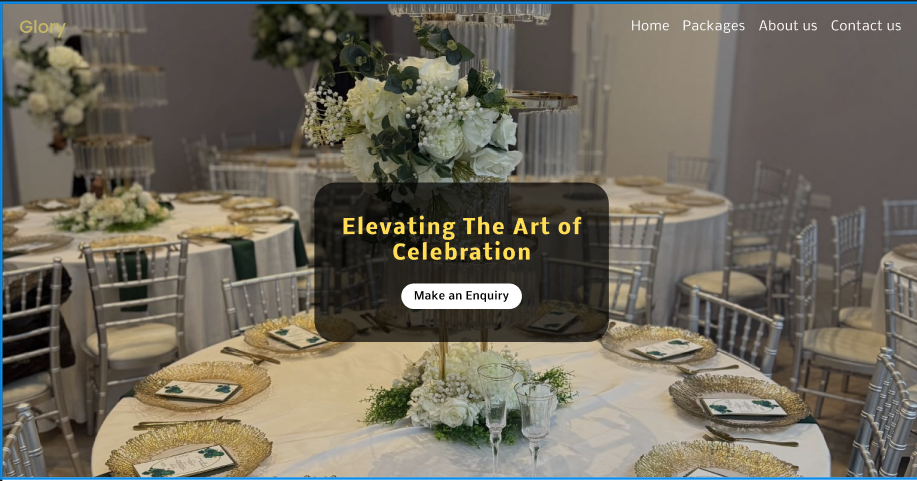 Glory
Home Packages About us Contact us
Elevating The Art of
Celebration
Make an Enquiry